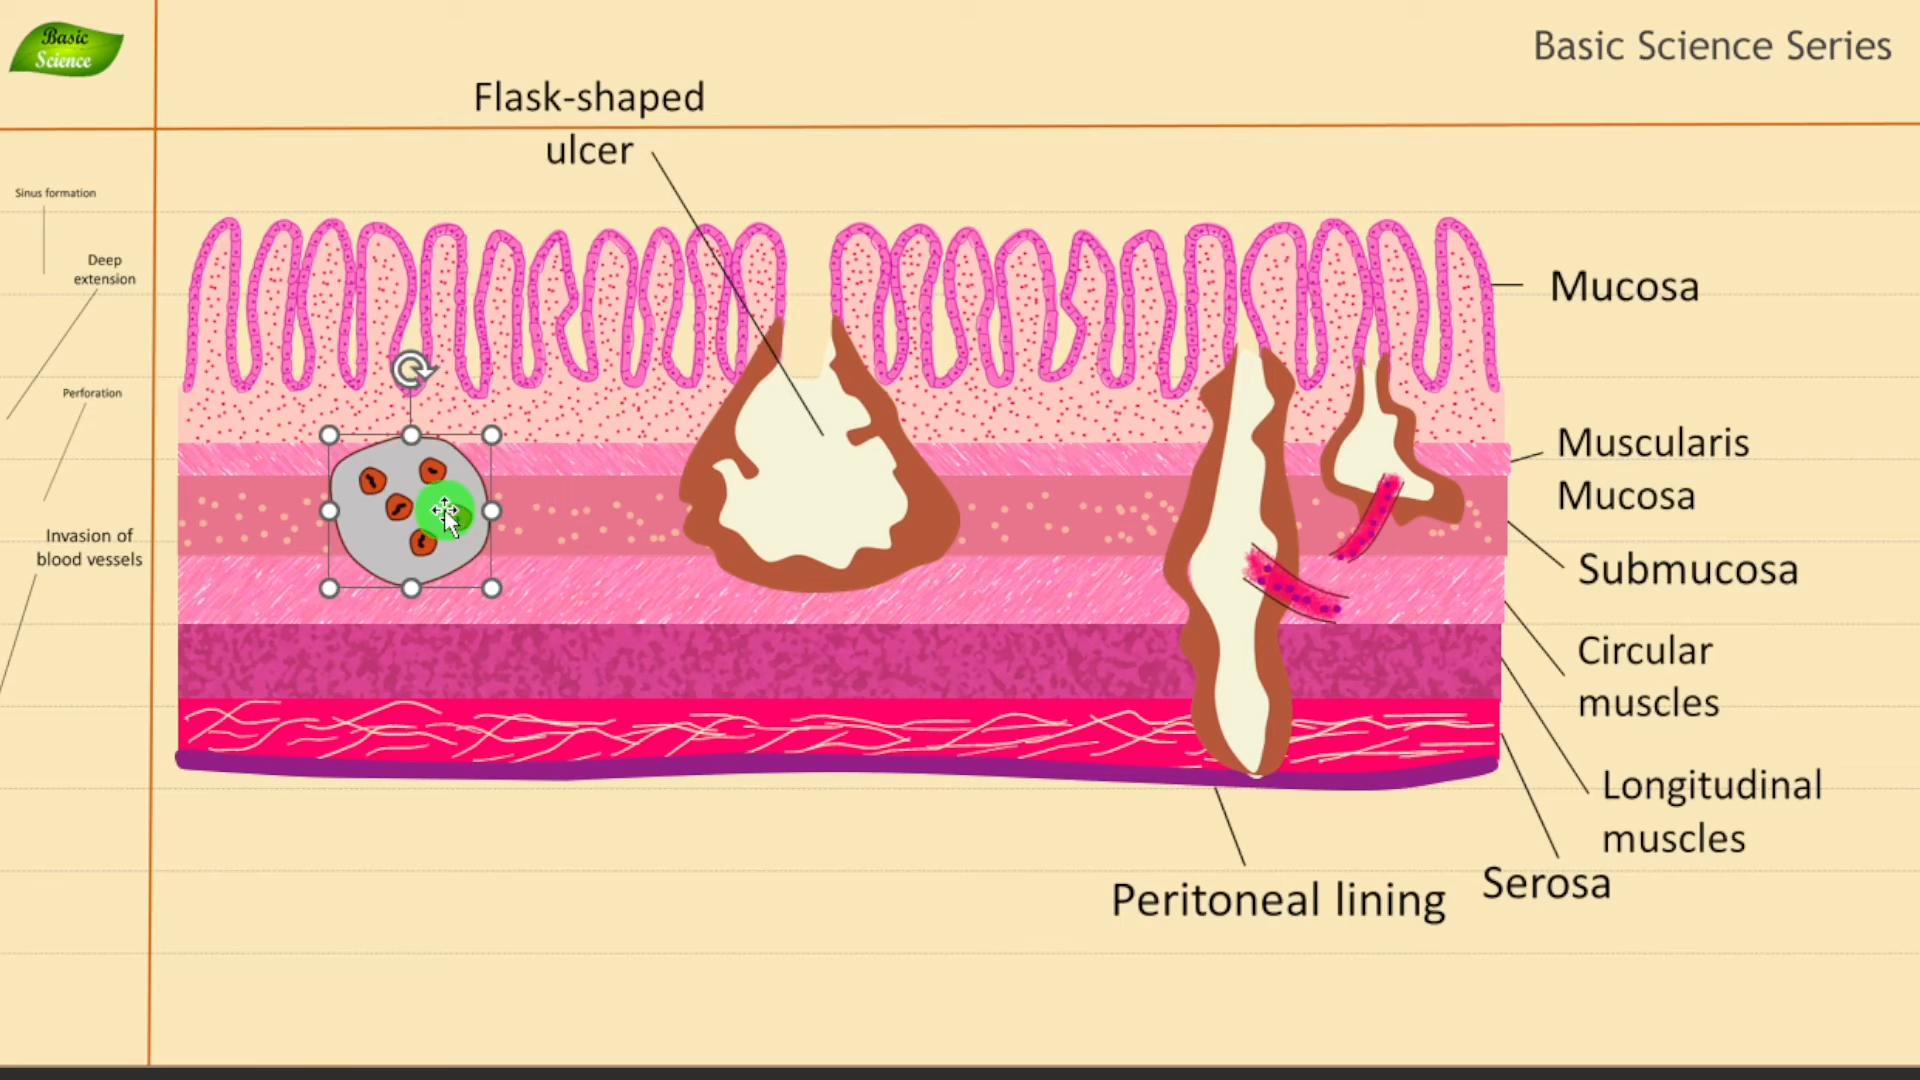 Basic
Science
Basic Science Series
Flask-shaped
ulcer
Sinus formation
Deep
extension
Perforation
Invasion of
blood vessels
Mucosa
Muscularis
Mucosa
Submucosa
Circular
muscles
Longitudinal
muscles
Serosa
Peritoneal lining